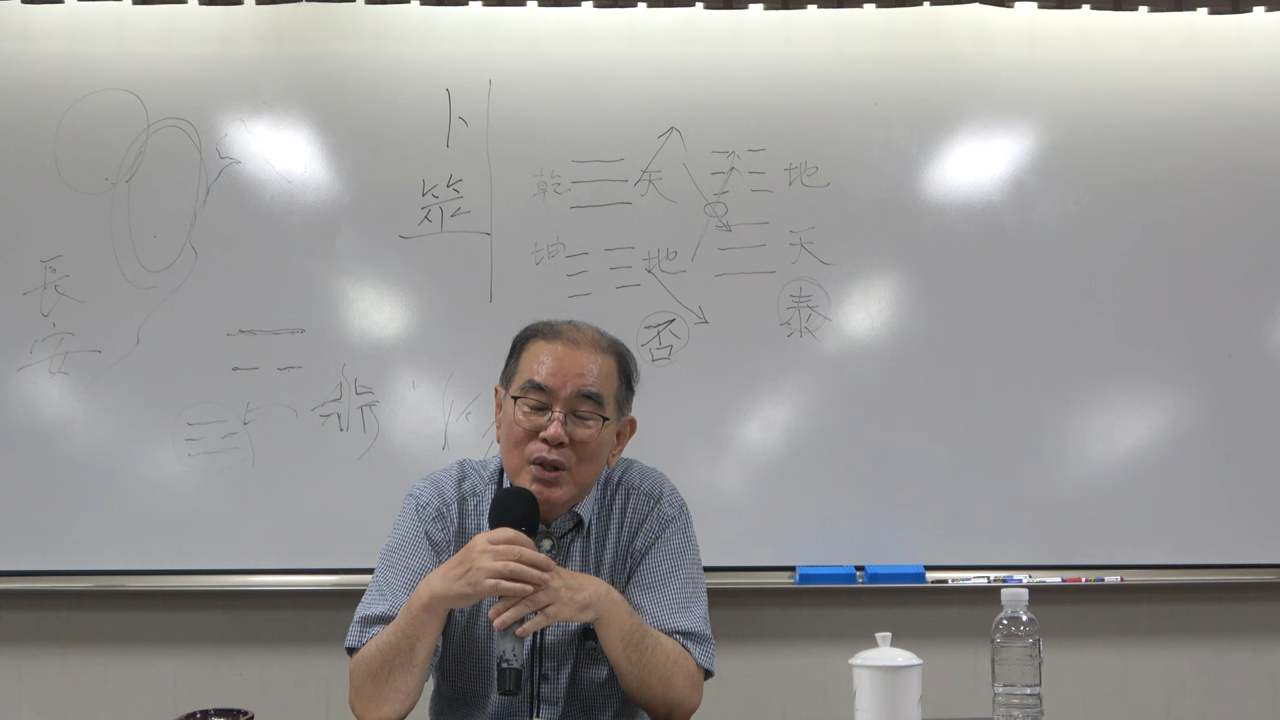 卜
筮
乾 天
坤 地
否
地
天
泰
長
安
非